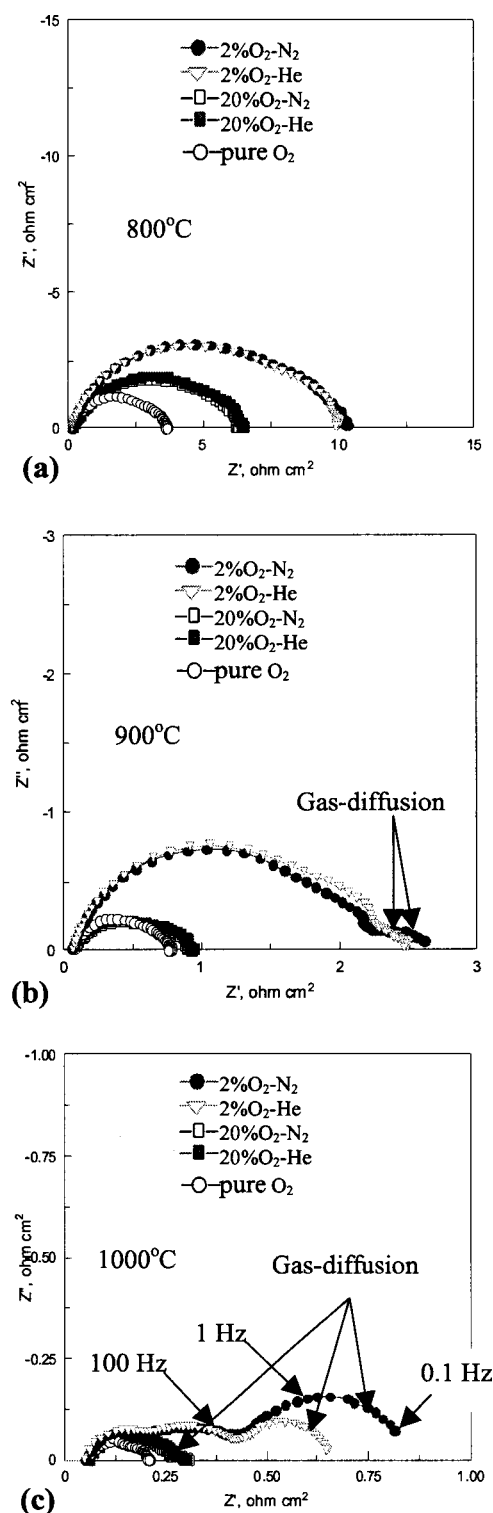 -15
2%O₂-N₂
2%O₂-He
20%O₂-N₂
20%O₂-He
pure O₂
-10
Z", ohm cm²
800°C
-5
0
0 5 10 15
Z', ohm cm²
(a)
-3
2%O₂-N₂
2%O₂-He
20%O₂-N₂
20%O₂-He
pure O₂
-2
Z", ohm cm²
900°C
Gas-diffusion
-1
0
0 1 2 3
Z', ohm cm²
(b)
-1.00
2%O₂-N₂
2%O₂-He
20%O₂-N₂
20%O₂-He
pure O₂
-0.75
Z", ohm cm²
-0.50
1000°C
Gas-diffusion
1 Hz
100 Hz
-0.25
0.1 Hz
0
0 0.25 0.50 0.75 1.00
Z', ohm cm²
(c)